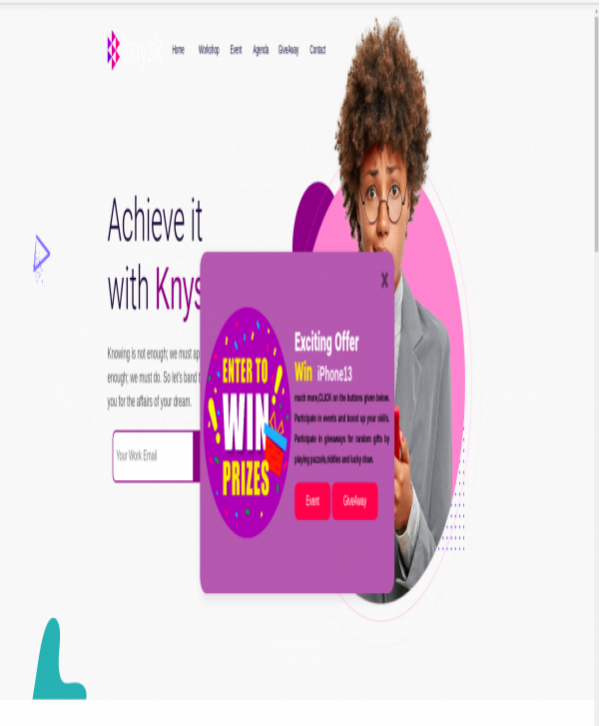 Home Workshop Event Agenda GiveAway Contact
Achieve it
with Knys
Knowing is not enough; we must ap
enough; we must do. So let's band t
you for the affairs of your dream.
Your Work Email
X
ENTER TO
WIN
PRIZES
Exciting Offer
Win iPhone13
much more,CLICK on the buttons given below.
Participate in events and boost up your skills.
Participate in giveaways for random gifts by
playing puzzels,riddles and lucky draw.
Event GiveAway